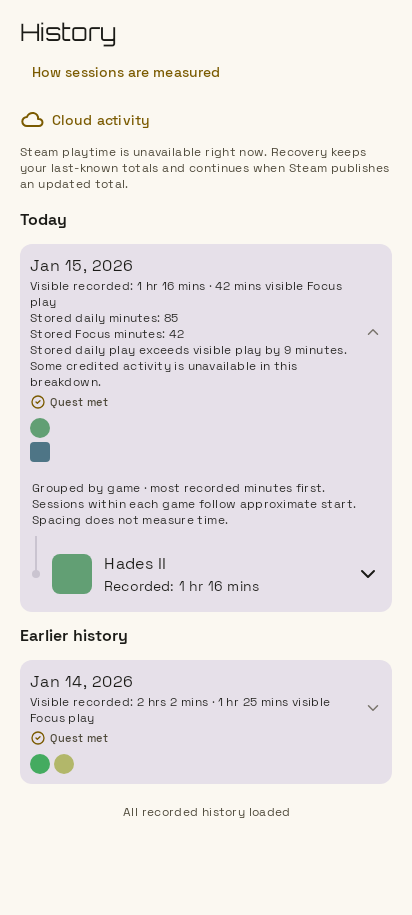 History
How sessions are measured
Cloud activity
Steam playtime is unavailable right now. Recovery keeps
your last-known totals and continues when Steam publishes
an updated total.
Today
Jan 15, 2026
Visible recorded: 1 hr 16 mins · 42 mins visible Focus
play
Stored daily minutes: 85
Stored Focus minutes: 42
Stored daily play exceeds visible play by 9 minutes.
Some credited activity is unavailable in this
breakdown.
Quest met
Grouped by game · most recorded minutes first.
Sessions within each game follow approximate start.
Spacing does not measure time.
Hades II
Recorded: 1 hr 16 mins
Earlier history
Jan 14, 2026
Visible recorded: 2 hrs 2 mins · 1 hr 25 mins visible
Focus play
Quest met
All recorded history loaded